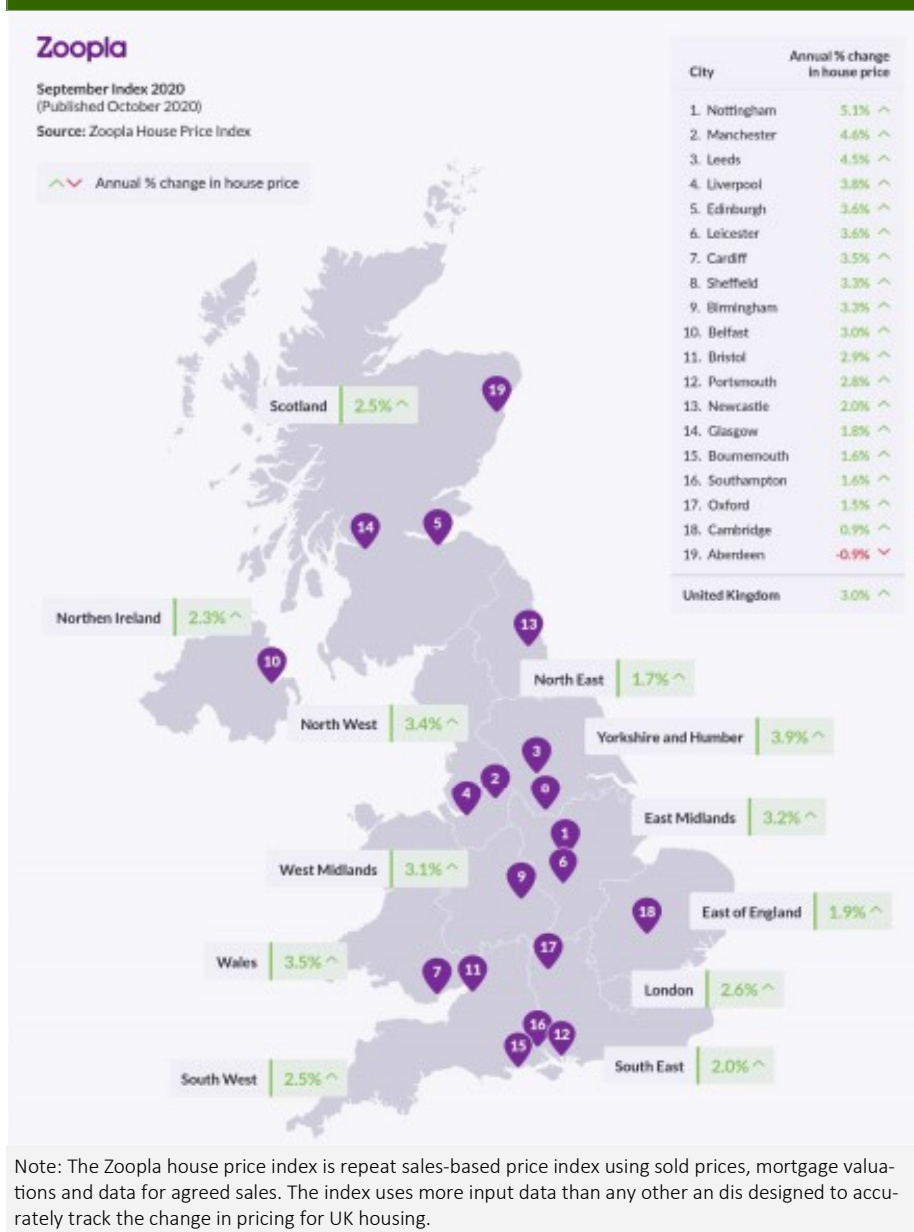 Zoopla
September Index 2020
(Published October 2020)
Source: Zoopla House Price Index
Annual % change in house price
City Annual % change in house price
1. Nottingham 5.1%
2. Manchester 4.6%
3. Leeds 4.5%
4. Liverpool 3.8%
5. Edinburgh 3.6%
6. Leicester 3.6%
7. Cardiff 3.5%
8. Sheffield 3.3%
9. Birmingham 3.3%
10. Belfast 3.0%
11. Bristol 2.9%
12. Portsmouth 2.8%
13. Newcastle 2.0%
14. Glasgow 1.8%
15. Bournemouth 1.6%
16. Southampton 1.6%
17. Oxford 1.5%
18. Cambridge 0.9%
19. Aberdeen -0.9%
United Kingdom 3.0%
19
Scotland 2.5%
14
5
Northen Ireland 2.3%
10
13
North East 1.7%
North West 3.4%
Yorkshire and Humber 3.9%
3
2
4
East Midlands 3.2%
1
6
West Midlands 3.1%
9
18
East of England 1.9%
17
Wales 3.5%
7
11
London 2.6%
16
12
15
South East 2.0%
South West 2.5%
Note: The Zoopla house price index is repeat sales-based price index using sold prices, mortgage valua-
tions and data for agreed sales. The index uses more input data than any other an dis designed to accu-
rately track the change in pricing for UK housing.